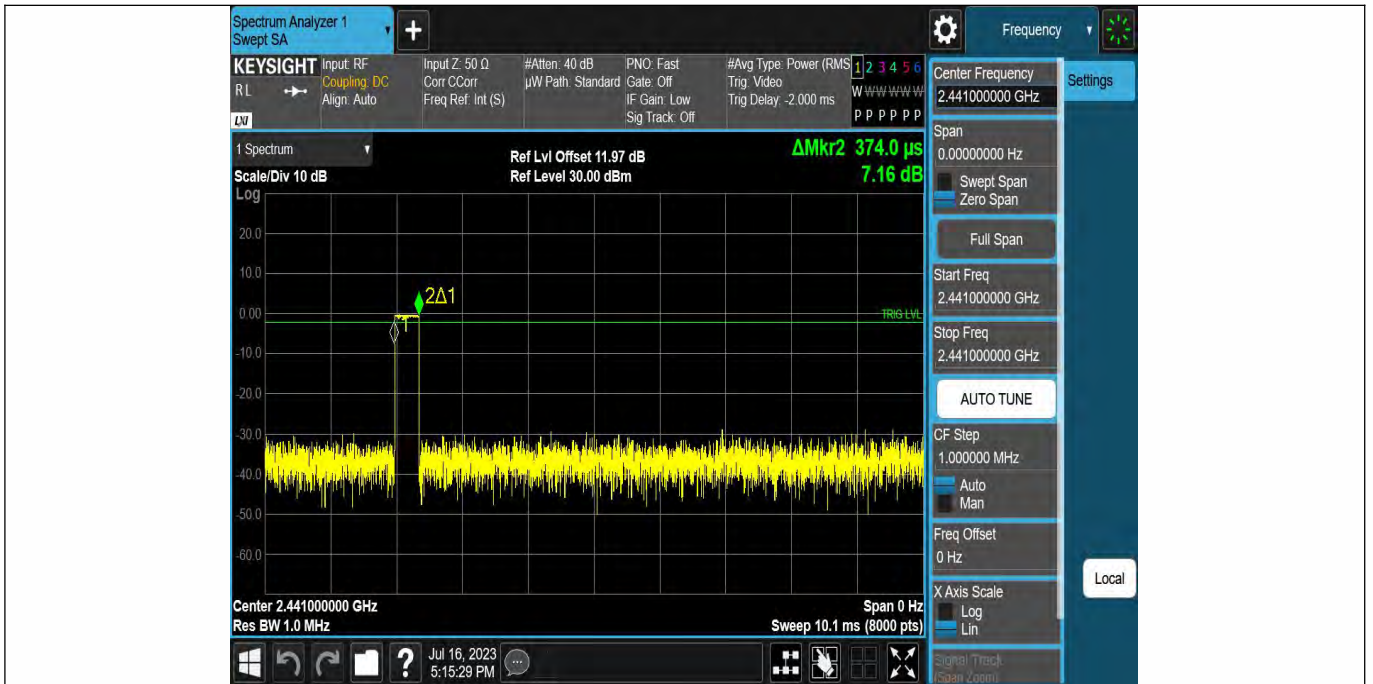 Spectrum Analyzer 1
Swept SA
+
Frequency
KEYSIGHT
RL
LXI
Input: RF
Coupling: DC
Align: Auto
Input Z: 50 Ω
Corr CCorr
Freq Ref: Int (S)
#Atten: 40 dB
µW Path: Standard
PNO: Fast
Gate: Off
IF Gain: Low
Sig Track: Off
#Avg Type: Power (RMS
Trig: Video
Trig Delay: -2.000 ms
1 2 3 4 5 6
W W W W W W
P P P P P P
1 Spectrum
Scale/Div 10 dB
Ref Lvl Offset 11.97 dB
Ref Level 30.00 dBm
ΔMkr2 374.0 µs
7.16 dB
Log
20.0
10.0
0.00
-10.0
-20.0
-30.0
-40.0
-50.0
-60.0
2Δ1
TRIG LVL
Center 2.441000000 GHz
Res BW 1.0 MHz
Span 0 Hz
Sweep 10.1 ms (8000 pts)
Center Frequency
2.441000000 GHz
Settings
Span
0.00000000 Hz
Swept Span
Zero Span
Full Span
Start Freq
2.441000000 GHz
Stop Freq
2.441000000 GHz
AUTO TUNE
CF Step
1.000000 MHz
Auto
Man
Freq Offset
0 Hz
X Axis Scale
Log
Lin
Signal Track
(Span Zoom)
Local
?
Jul 16, 2023
5:15:29 PM